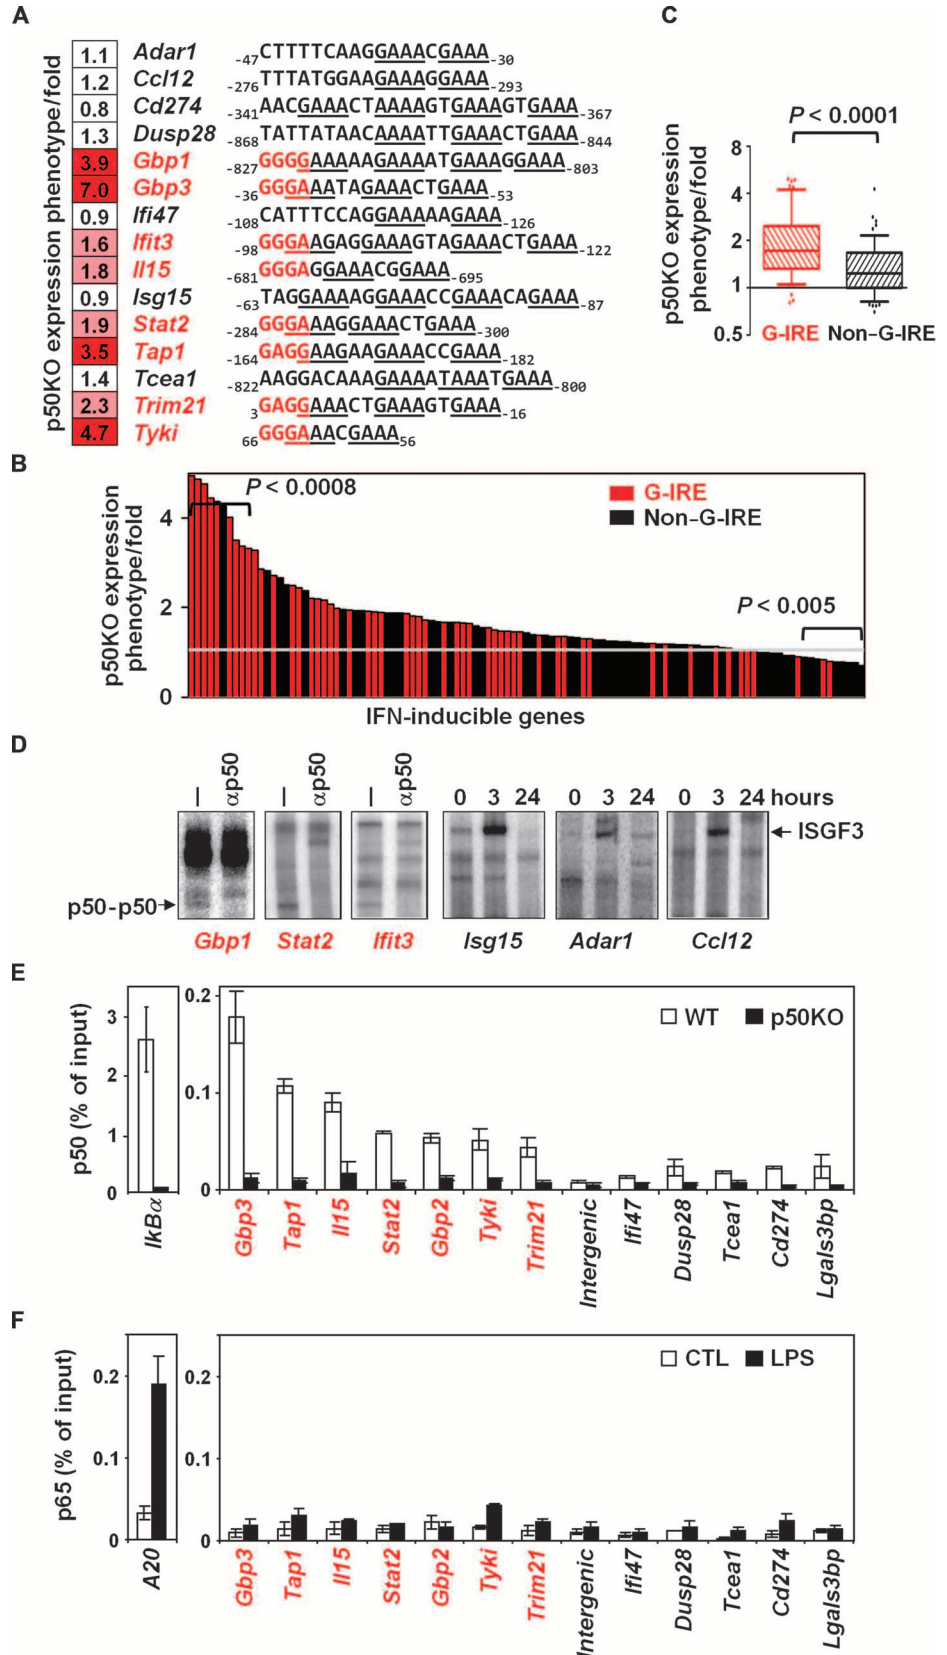 A
p50KO expression phenotype/fold
1.1 Adar1 -47CTTTTCAAGGAAACGAAA-30
1.2 Ccl12 -276TTTATGGAAGAAAGGAAA-293
0.8 Cd274 -341AACGAAACTAAAAGTGAAAGTGAAA-367
1.3 Dusp28 -868TATTATAACAAAATTGAAACTGAAA-844
3.9 Gbp1 -827GGGGAAAAAGAAAATGAAAGGAAA-803
7.0 Gbp3 -36GGGAAATAGAAACTGAAA-53
0.9 Ifi47 -108CATTTCCAGGAAAAAGAAA-126
1.6 Ifit3 -98GGGAAGAGGAAAGTAGAAACTGAAA-122
1.8 Il15 -681GGGAGGAAACGGAAA-695
0.9 Isg15 -63TAGGAAAAGGAAACCGAAACAGAAA-87
1.9 Stat2 -284GGGAAAGGAAACTGAAA-300
3.5 Tap1 -164GAGGAAGAAGAAACCGAAA-182
1.4 Tcea1 -822AAGGACAAAGAAAATAAATGAAA-800
2.3 Trim21 3GAGGAAACTGAAAGTGAAA-16
4.7 Tyki 66GGGAAACGAAA56
C
P < 0.0001
p50KO expression phenotype/fold
8
4
2
1
0.5
G-IRE Non–G-IRE
B
p50KO expression phenotype/fold
4
2
0
P < 0.0008
G-IRE
Non–G-IRE
P < 0.005
IFN-inducible genes
D
– αp50 – αp50 – αp50 0 3 24 0 3 24 0 3 24 hours
ISGF3
p50-p50
Gbp1 Stat2 Ifit3 Isg15 Adar1 Ccl12
E
p50 (% of input)
3
2
1
0
IkBα
0.2
0.1
0
WT p50KO
Gbp3 Tap1 Il15 Stat2 Gbp2 Tyki Trim21 Intergenic Ifi47 Dusp28 Tcea1 Cd274 Lgals3bp
F
p65 (% of input)
0.2
0.1
0
A20
0.2
0.1
0
CTL LPS
Gbp3 Tap1 Il15 Stat2 Gbp2 Tyki Trim21 Intergenic Ifi47 Dusp28 Tcea1 Cd274 Lgals3bp